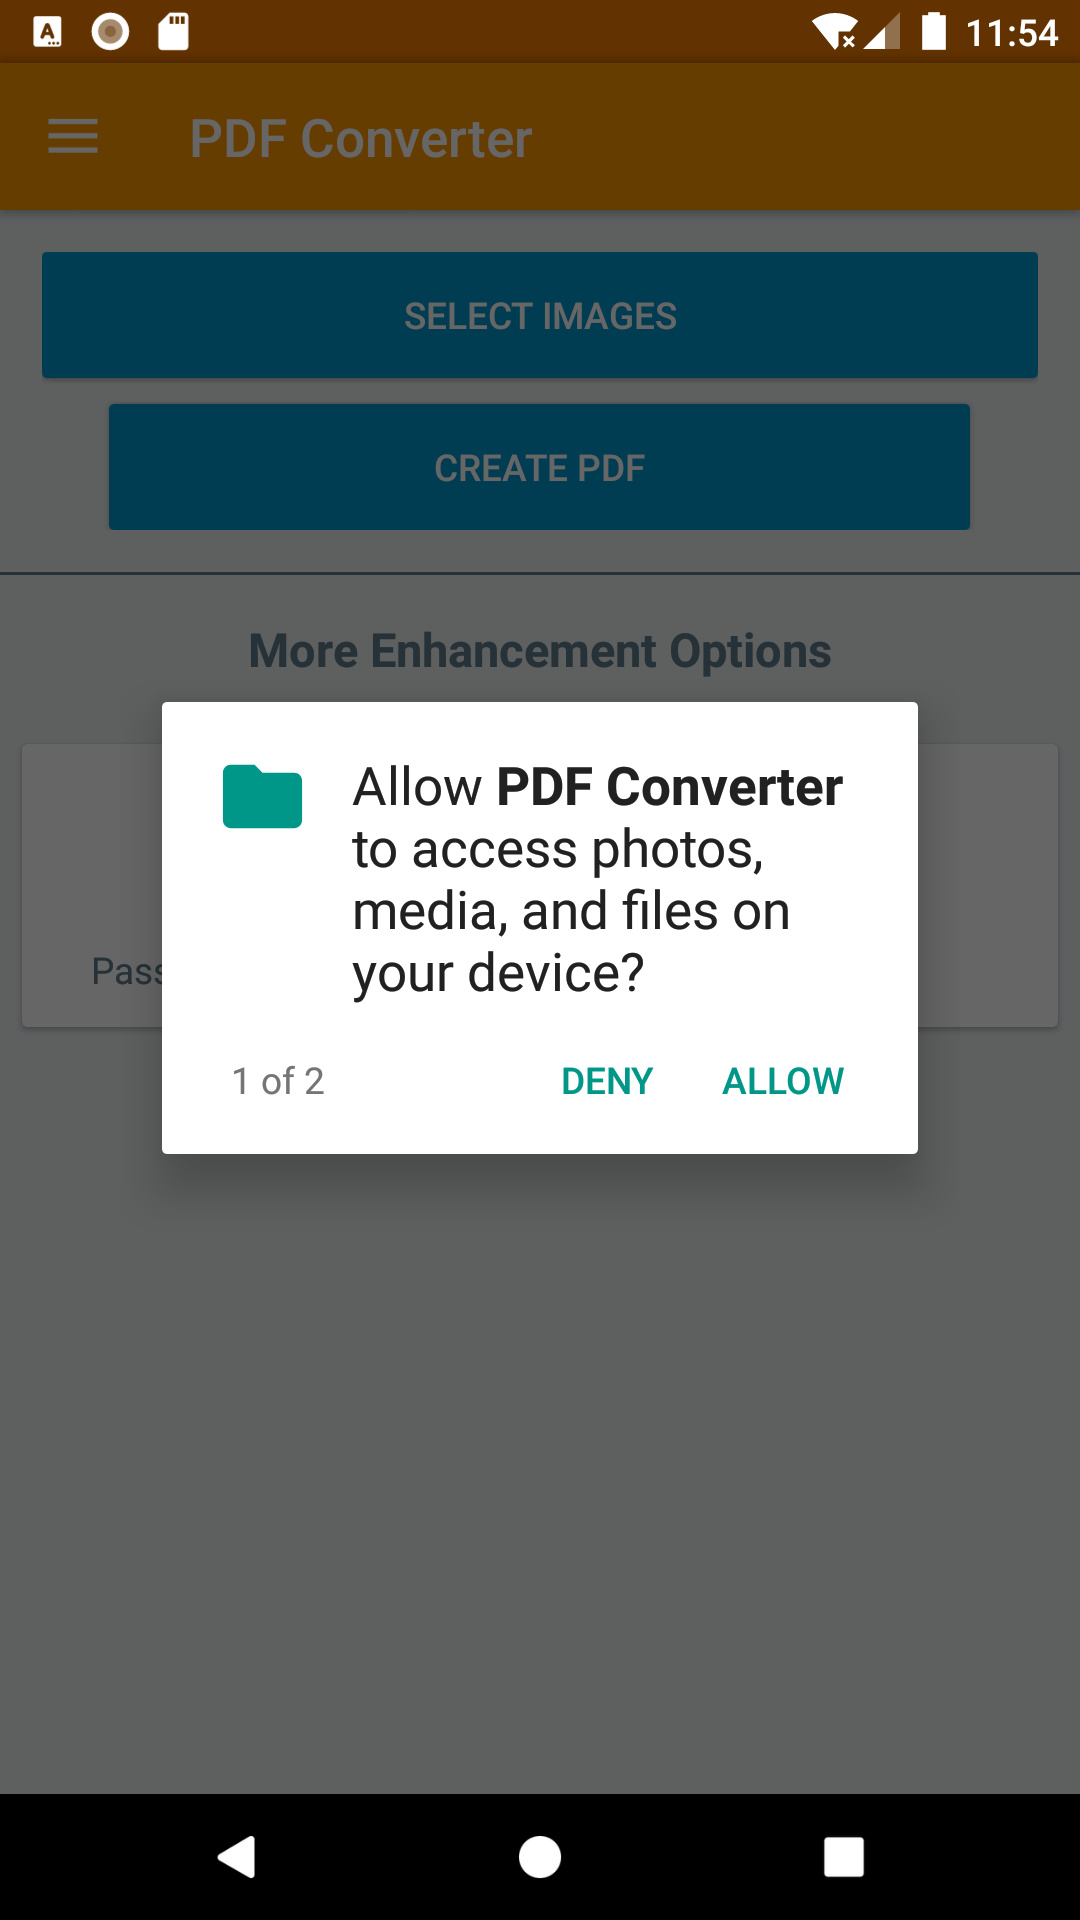 11:54
PDF Converter
SELECT IMAGES
CREATE PDF
More Enhancement Options
Allow PDF Converter
to access photos,
media, and files on
your device?
Pass
1 of 2
DENY
ALLOW